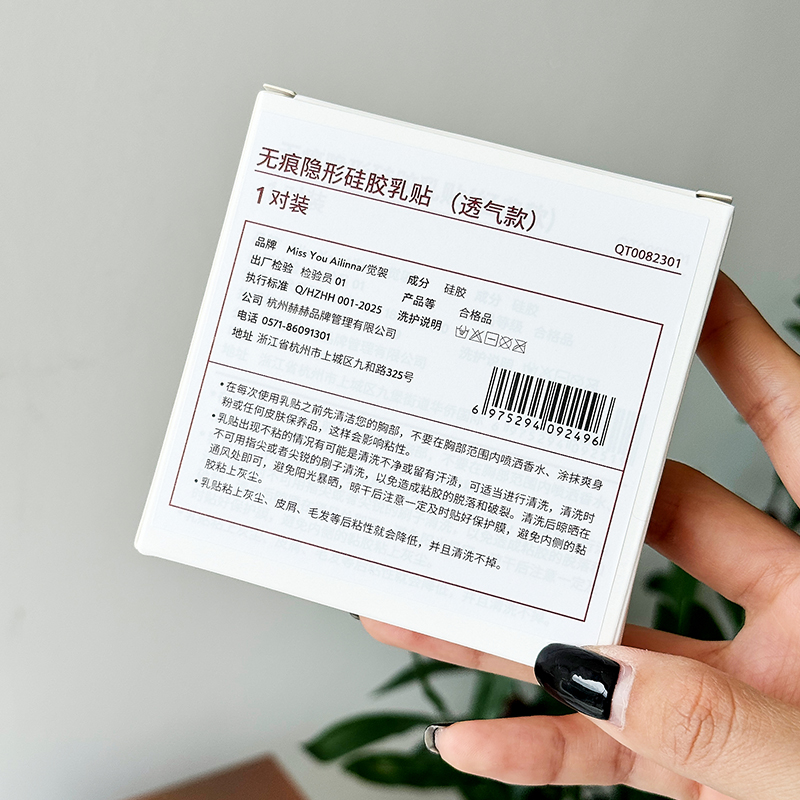 无痕隐形硅胶乳贴 （透气款）
1 对装
QT0082301
品牌 Miss You Ailinna/觉袈
出厂检验 检验员 01
执行标准 Q/HZHH 001-2025
公司 杭州赫赫品牌管理有限公司
电话 0571-86091301
地址 浙江省杭州市上城区九和路325号
成分 硅胶
产品等 合格品
洗护说明
6 975294 092496
•在每次使用乳贴之前先清洁您的胸部，不要在胸部范围内喷洒香水、涂抹爽身
粉或任何皮肤保养品，这样会影响粘性。
•乳贴出现不粘的情况有可能是清洗不净或留有汗渍，可适当进行清洗，清洗时
不可用指尖或者尖锐的刷子清洗，以免造成粘胶的脱落和破裂。清洗后晾晒在
通风处即可，避免阳光暴晒，晾干后注意一定及时贴好保护膜，避免内侧的黏
胶粘上灰尘。
•乳贴粘上灰尘、皮屑、毛发等后粘性就会降低，并且清洗不掉。